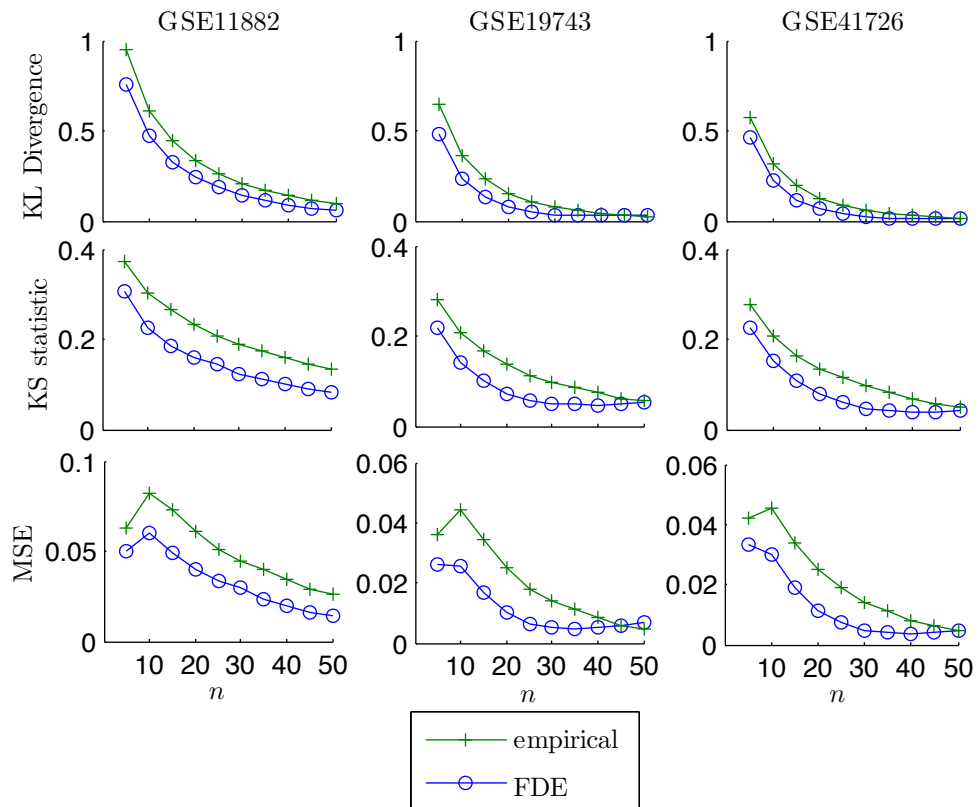 GSE11882 GSE19743 GSE41726
KL Divergence
1 1 1
0.5 0.5 0.5
0 0 0
KS statistic
0.4 0.4 0.4
0.2 0.2 0.2
0 0 0
MSE
0.1 0.06 0.06
0.04 0.04
0.05
0.02 0.02
0 0 0
10 20 30 40 50 10 20 30 40 50 10 20 30 40 50
n n n
empirical
FDE